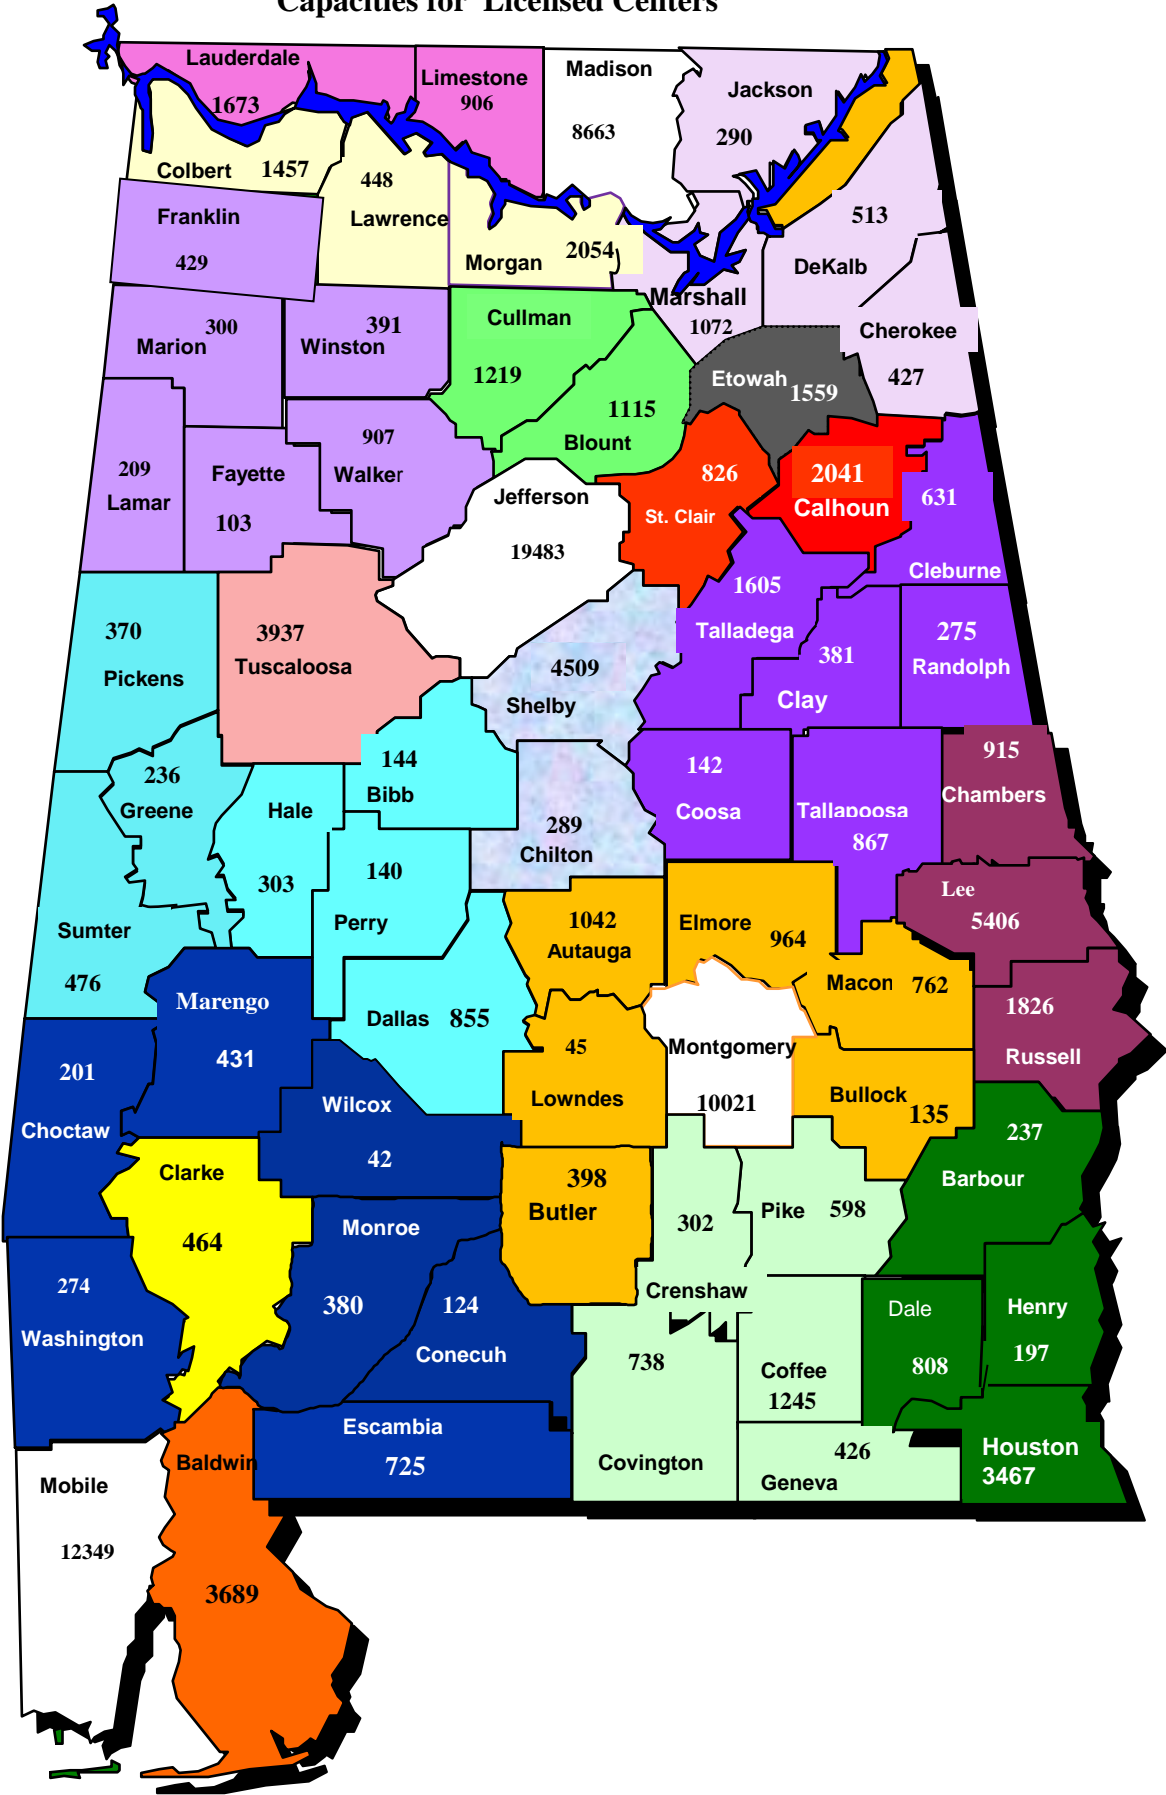 Capacities for Licensed Centers
Lauderdale
1673
Limestone
906
Madison
8663
Jackson
290
Colbert 1457
448
Lawrence
Franklin
429
Morgan 2054
513
DeKalb
Marshall
1072
Cherokee
427
Marion 300
Winston 391
Cullman
1219
1115
Blount
Etowah 1559
209
Lamar
Fayette
103
907
Walker
Jefferson
19483
826
St. Clair
2041
Calhoun
631
Cleburne
370
Pickens
3937
Tuscaloosa
4509
Shelby
1605
Talladega
381
Clay
275
Randolph
236
Greene
Hale
303
144
Bibb
289
Chilton
142
Coosa
Tallapoosa
867
915
Chambers
Sumter
476
140
Perry
1042
Autauga
Elmore
964
Lee
5406
Macon 762
Marengo
431
Dallas 855
45
Lowndes
Montgomery
10021
Bullock
135
1826
Russell
201
Choctaw
Wilcox
42
Clarke
464
398
Butler
302
Crenshaw
Pike 598
237
Barbour
274
Washington
Monroe
380
124
Conecuh
738
Covington
Coffee
1245
Dale
808
Henry
197
Escambia
725
426
Geneva
Houston
3467
Mobile
12349
Baldwin
3689